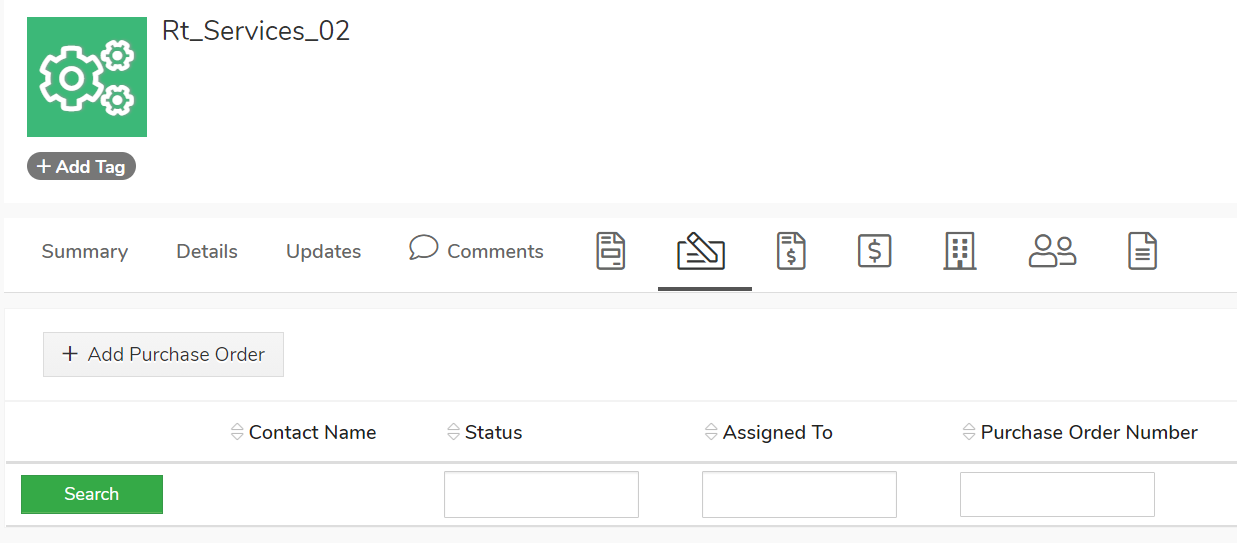 Rt_Services_02
+ Add Tag
Summary Details Updates Comments
+ Add Purchase Order
Contact Name Status Assigned To Purchase Order Number
Search